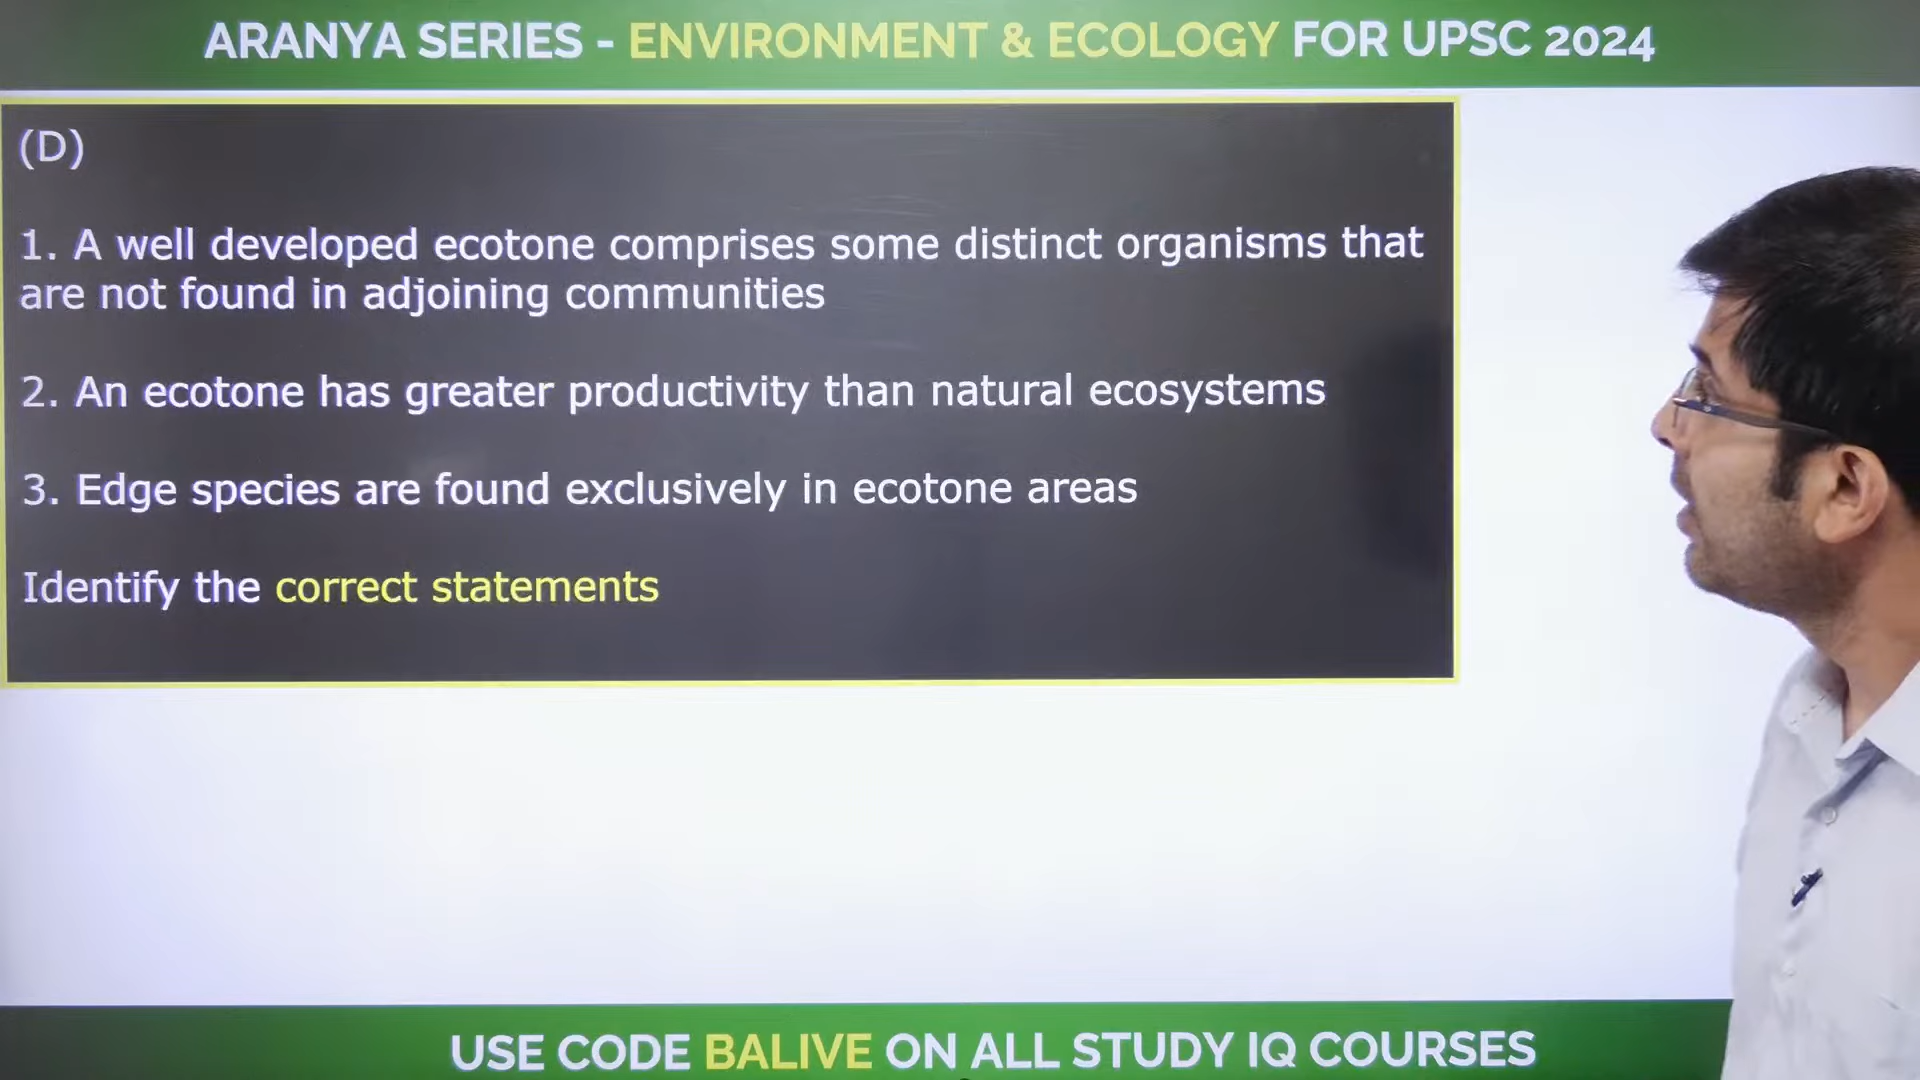 ARANYA SERIES - ENVIRONMENT & ECOLOGY FOR UPSC 2024
(D)
1. A well developed ecotone comprises some distinct organisms that
are not found in adjoining communities
2. An ecotone has greater productivity than natural ecosystems
3. Edge species are found exclusively in ecotone areas
Identify the correct statements
USE CODE BALIVE ON ALL STUDY IQ COURSES